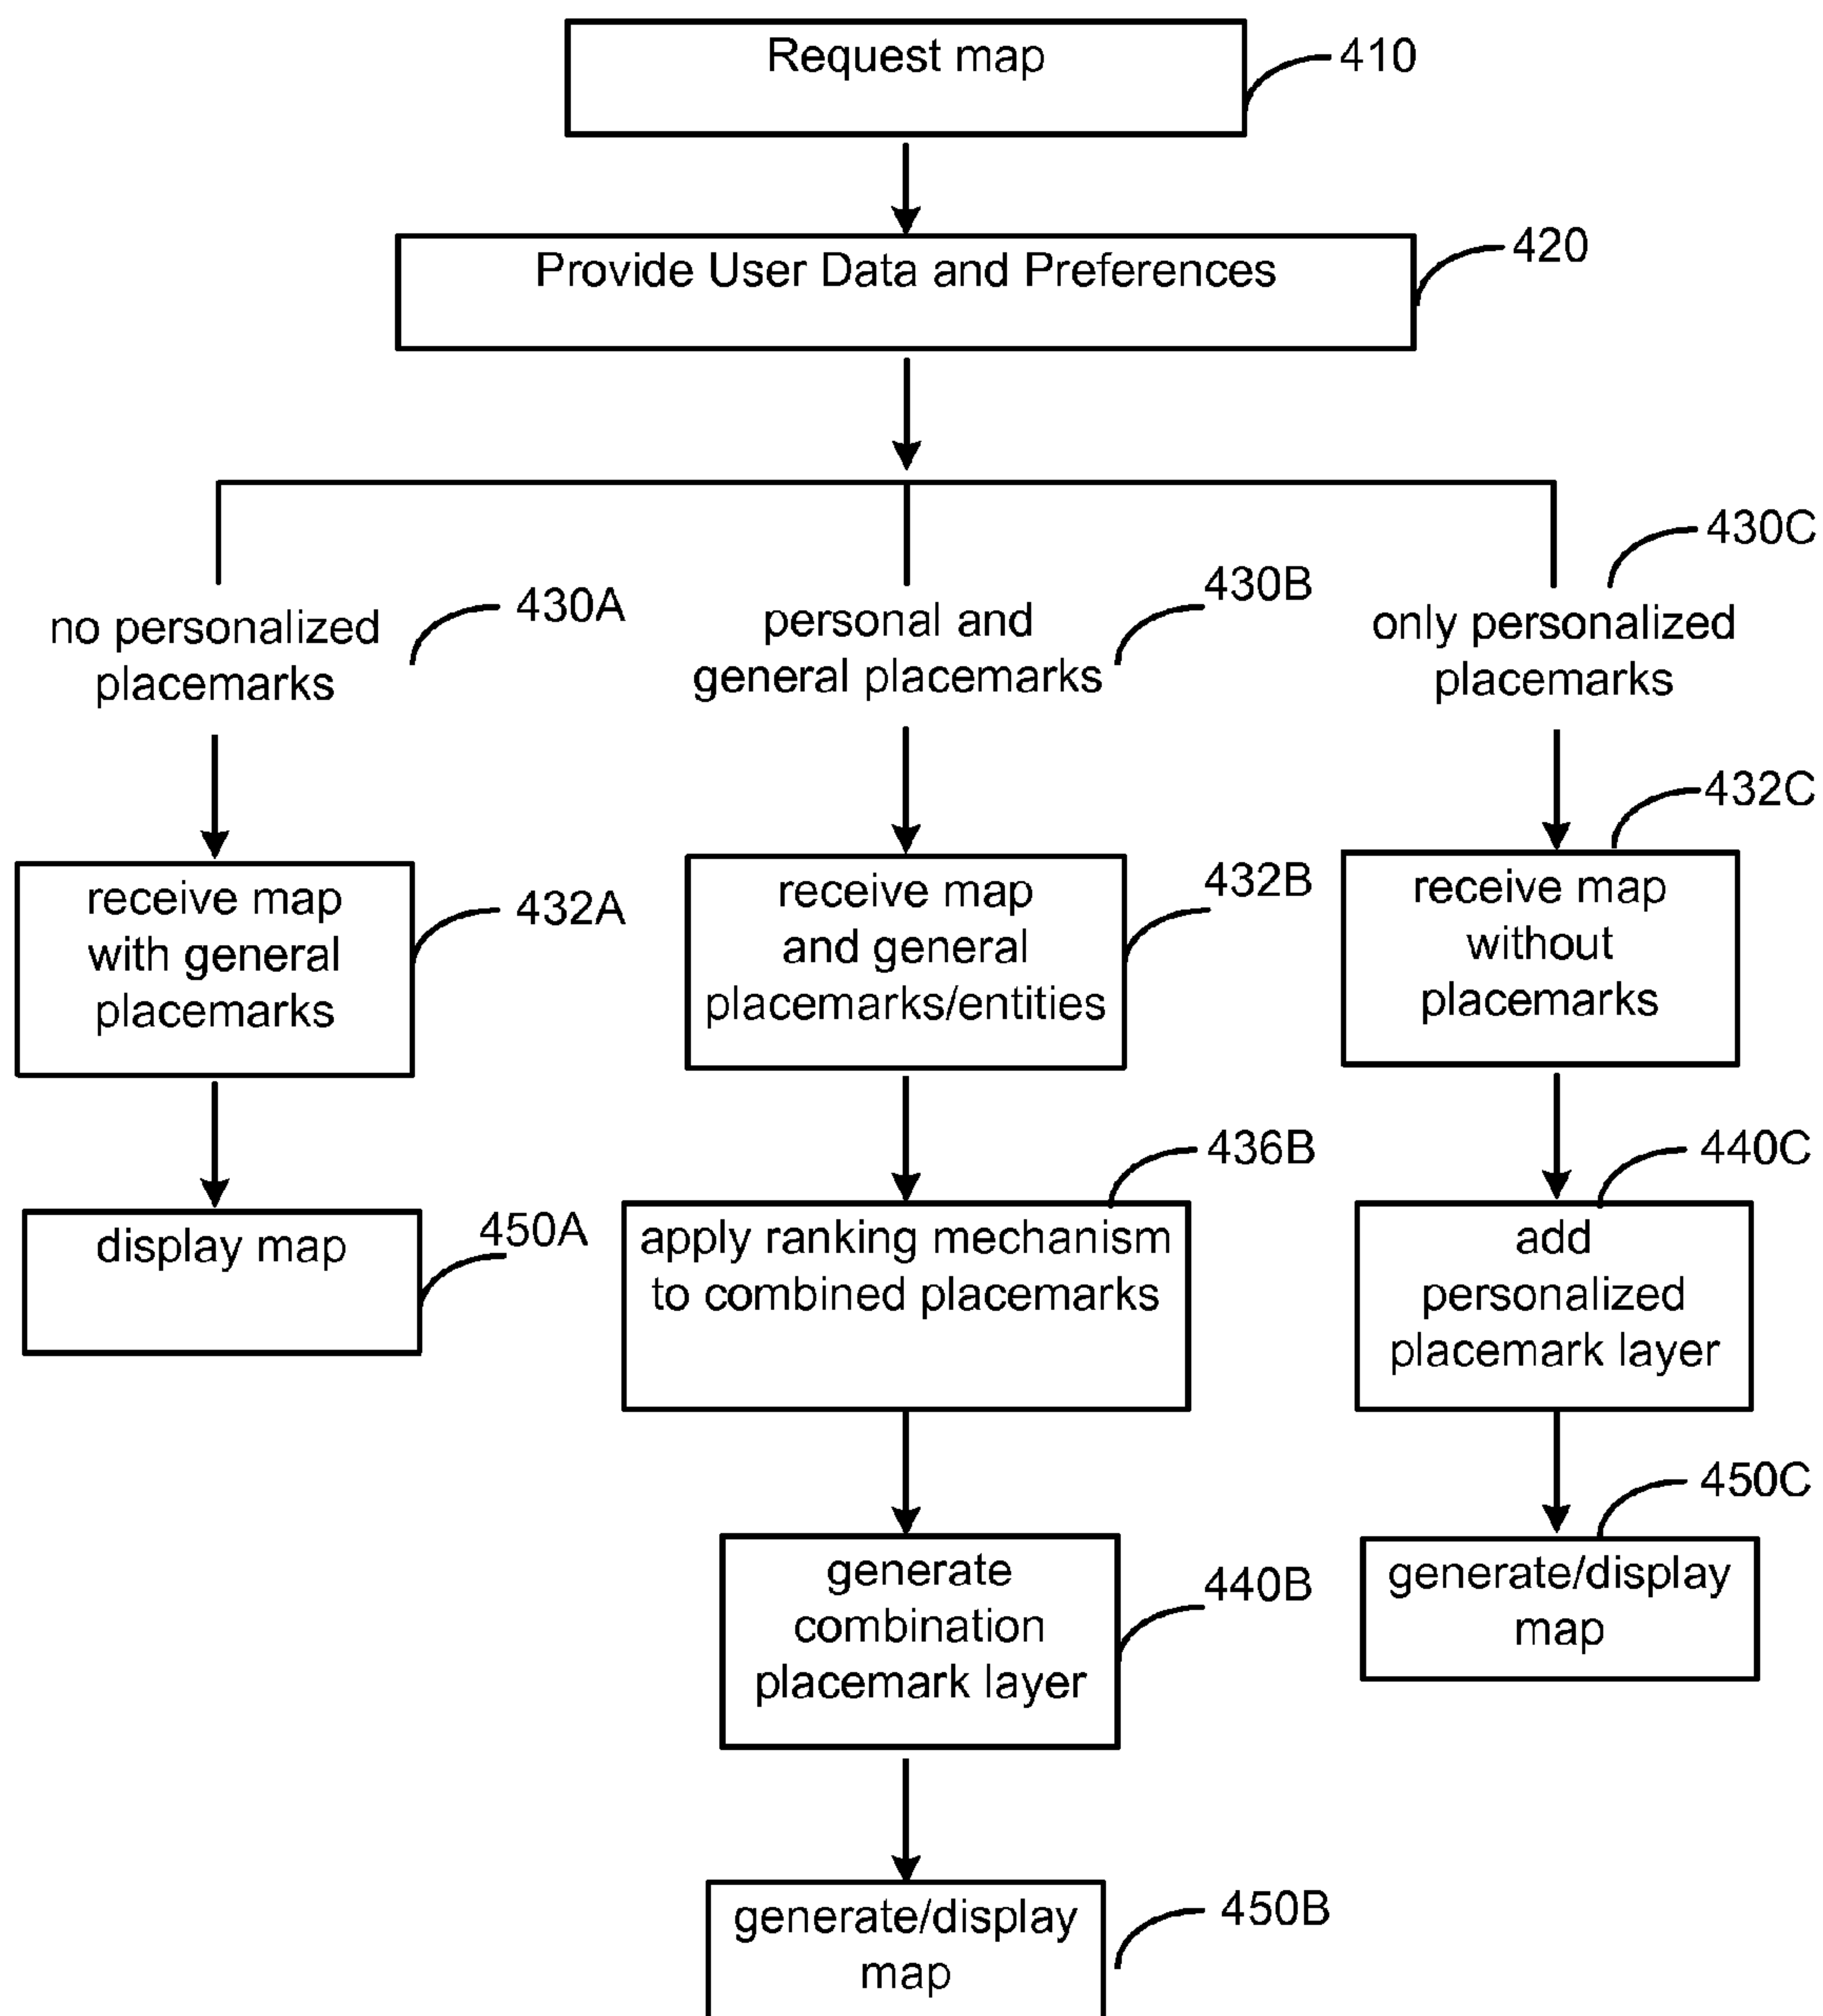 Request map
410
Provide User Data and Preferences
420
no personalized
placemarks
430A
personal and
general placemarks
430B
only personalized
placemarks
430C
receive map
with general
placemarks
432A
receive map
and general
placemarks/entities
432B
receive map
without
placemarks
432C
display map
450A
apply ranking mechanism
to combined placemarks
436B
add
personalized
placemark layer
440C
generate
combination
placemark layer
440B
generate/display
map
450C
generate/display
map
450B